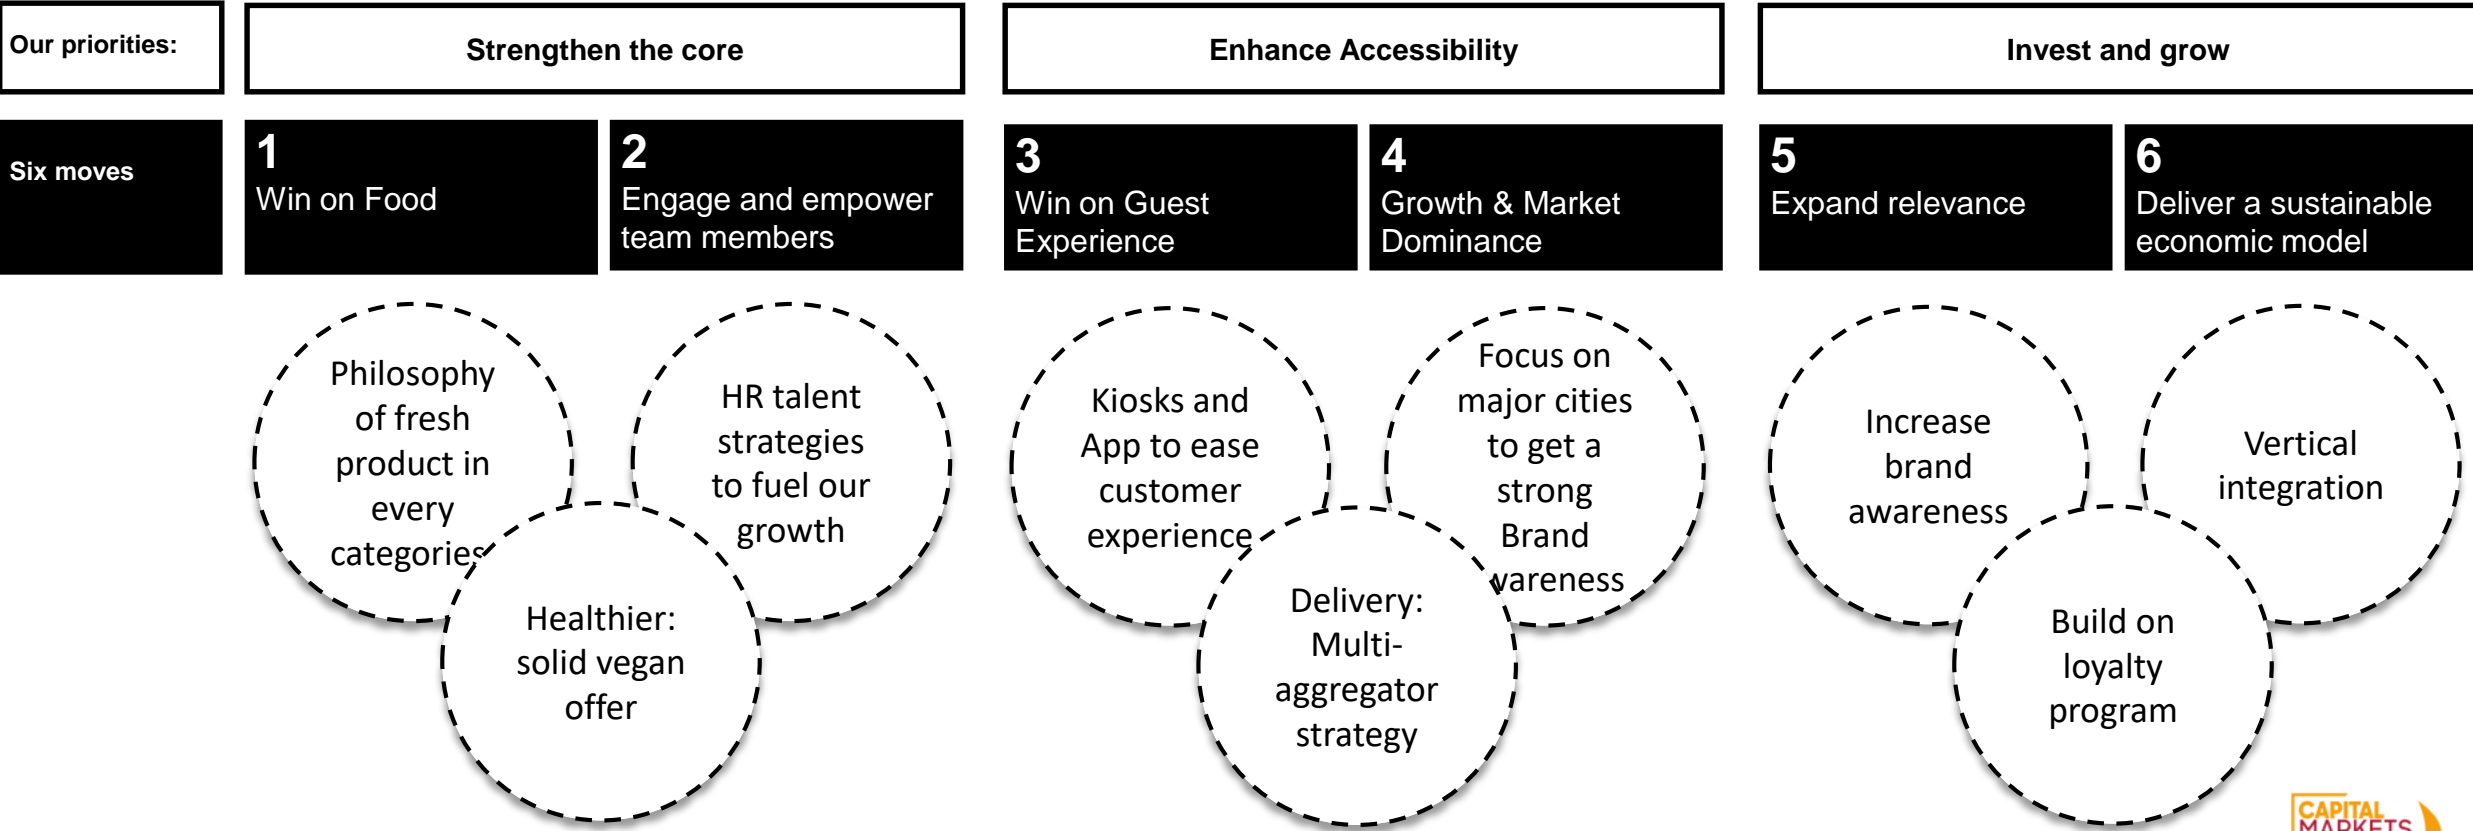 Our priorities:
Strengthen the core
Enhance Accessibility
Invest and grow
Six moves
1
Win on Food
2
Engage and empower
team members
3
Win on Guest
Experience
4
Growth & Market
Dominance
5
Expand relevance
6
Deliver a sustainable
economic model
Philosophy
of fresh
product in
every
categories
HR talent
strategies
to fuel our
growth
Healthier:
solid vegan
offer
Kiosks and
App to ease
customer
experience
Focus on
major cities
to get a
strong
Brand
wareness
Delivery:
Multi-
aggregator
strategy
Increase
brand
awareness
Vertical
integration
Build on
loyalty
program
CAPITAL
MARKETS